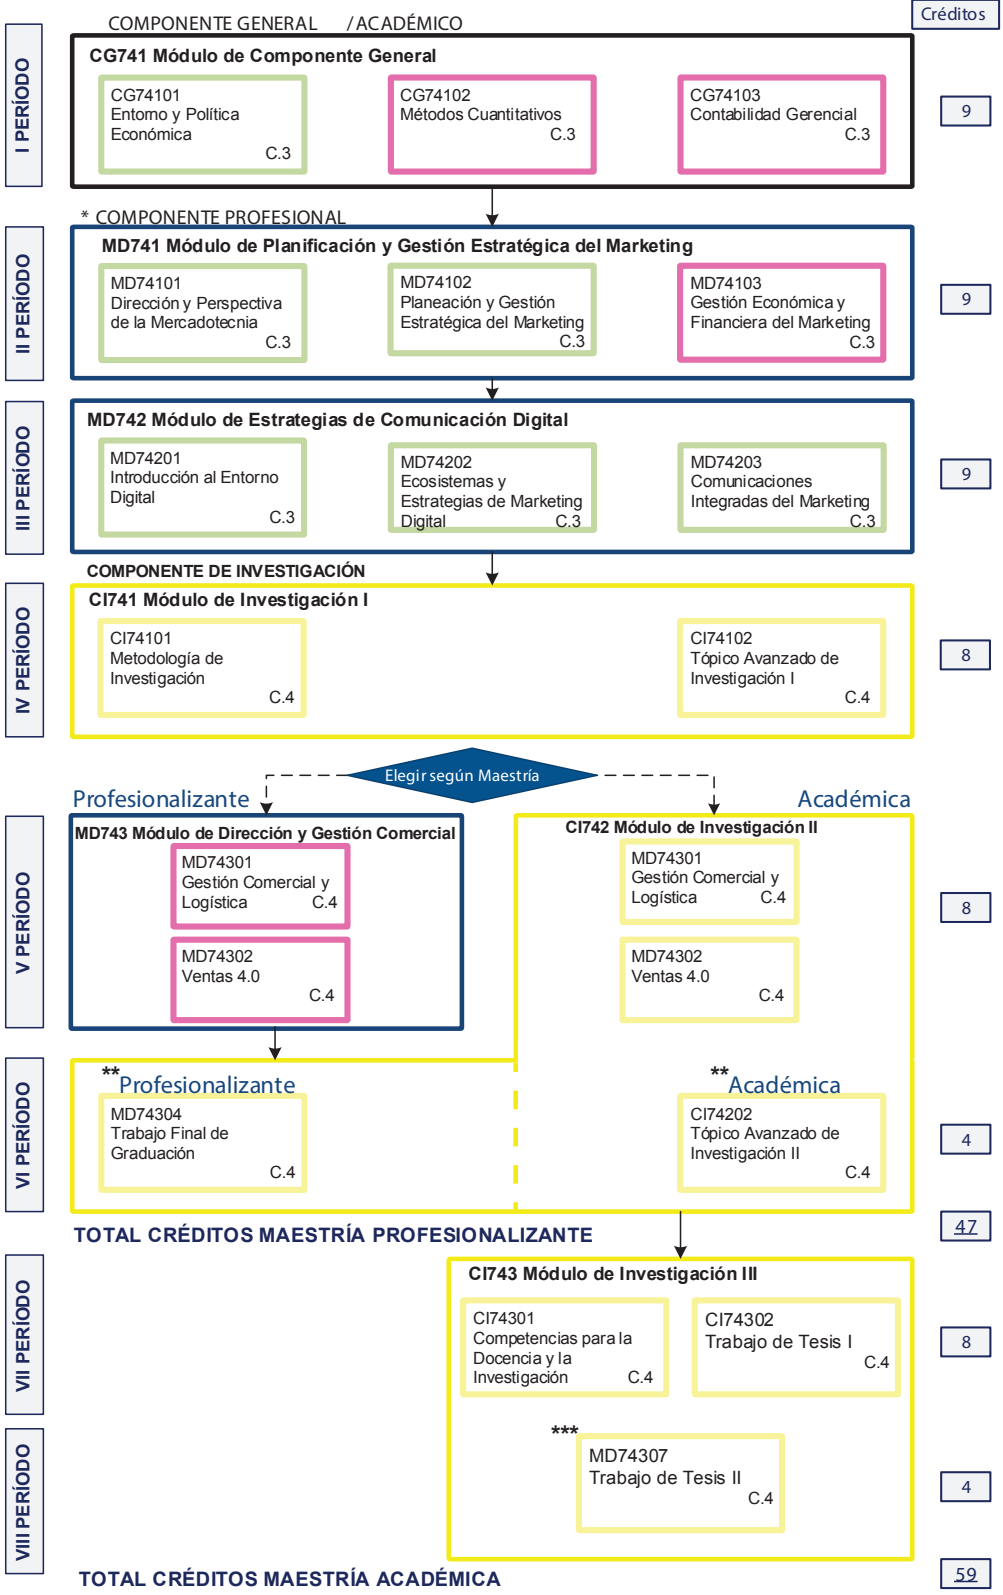 Créditos
COMPONENTE GENERAL /ACADÉMICO
I PERÍODO
CG741 Módulo de Componente General
CG74101
Entorno y Política
Económica
C.3
CG74102
Métodos Cuantitativos
C.3
CG74103
Contabilidad Gerencial
C.3
9
* COMPONENTE PROFESIONAL
II PERÍODO
MD741 Módulo de Planificación y Gestión Estratégica del Marketing
MD74101
Dirección y Perspectiva
de la Mercadotecnia
C.3
MD74102
Planeación y Gestión
Estratégica del Marketing
C.3
MD74103
Gestión Económica y
Financiera del Marketing
C.3
9
III PERÍODO
MD742 Módulo de Estrategias de Comunicación Digital
MD74201
Introducción al Entorno
Digital
C.3
MD74202
Ecosistemas y
Estrategias de Marketing
Digital C.3
MD74203
Comunicaciones
Integradas del Marketing
C.3
9
COMPONENTE DE INVESTIGACIÓN
IV PERÍODO
CI741 Módulo de Investigación I
CI74101
Metodología de
Investigación
C.4
CI74102
Tópico Avanzado de
Investigación I
C.4
8
Elegir según Maestría
Profesionalizante
Académica
V PERÍODO
MD743 Módulo de Dirección y Gestión Comercial
MD74301
Gestión Comercial y
Logística C.4
MD74302
Ventas 4.0
C.4
CI742 Módulo de Investigación II
MD74301
Gestión Comercial y
Logística C.4
MD74302
Ventas 4.0
C.4
8
VI PERÍODO
**Profesionalizante
MD74304
Trabajo Final de
Graduación
C.4
**Académica
CI74202
Tópico Avanzado de
Investigación II
C.4
4
TOTAL CRÉDITOS MAESTRÍA PROFESIONALIZANTE
47
VII PERÍODO
CI743 Módulo de Investigación III
CI74301
Competencias para la
Docencia y la
Investigación C.4
CI74302
Trabajo de Tesis I
C.4
8
VIII PERÍODO
***
MD74307
Trabajo de Tesis II
C.4
4
TOTAL CRÉDITOS MAESTRÍA ACADÉMICA
59